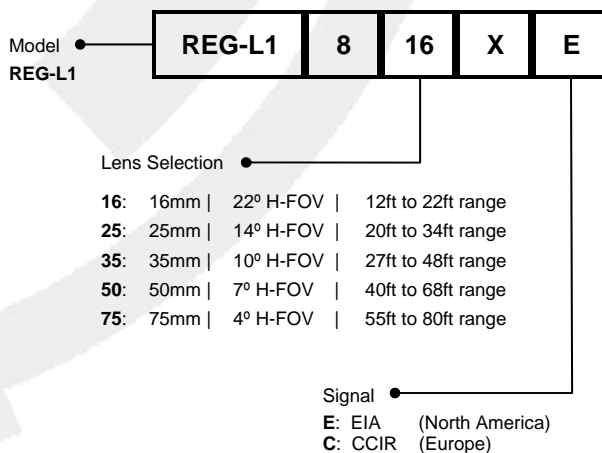 Model REG-L1 8 16 X E
REG-L1
Lens Selection
16: 16mm | 22º H-FOV | 12ft to 22ft range
25: 25mm | 14º H-FOV | 20ft to 34ft range
35: 35mm | 10º H-FOV | 27ft to 48ft range
50: 50mm | 7º H-FOV | 40ft to 68ft range
75: 75mm | 4º H-FOV | 55ft to 80ft range
Signal
E: EIA (North America)
C: CCIR (Europe)